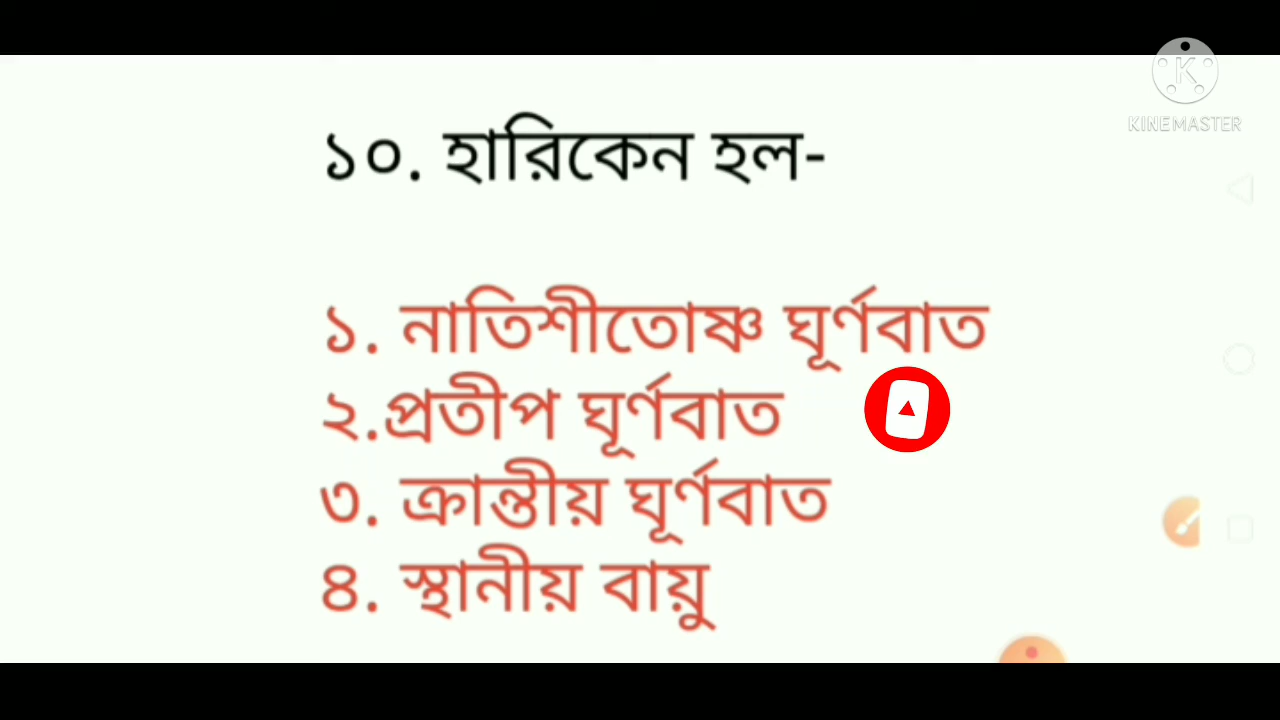 KINEMASTER
১০. হারিকেন হল-
১. নাতিশীতোষ্ণ ঘূর্ণবাত
২.প্রতীপ ঘূর্ণবাত
৩. ক্রান্তীয় ঘূর্ণবাত
৪. স্থানীয় বায়ু